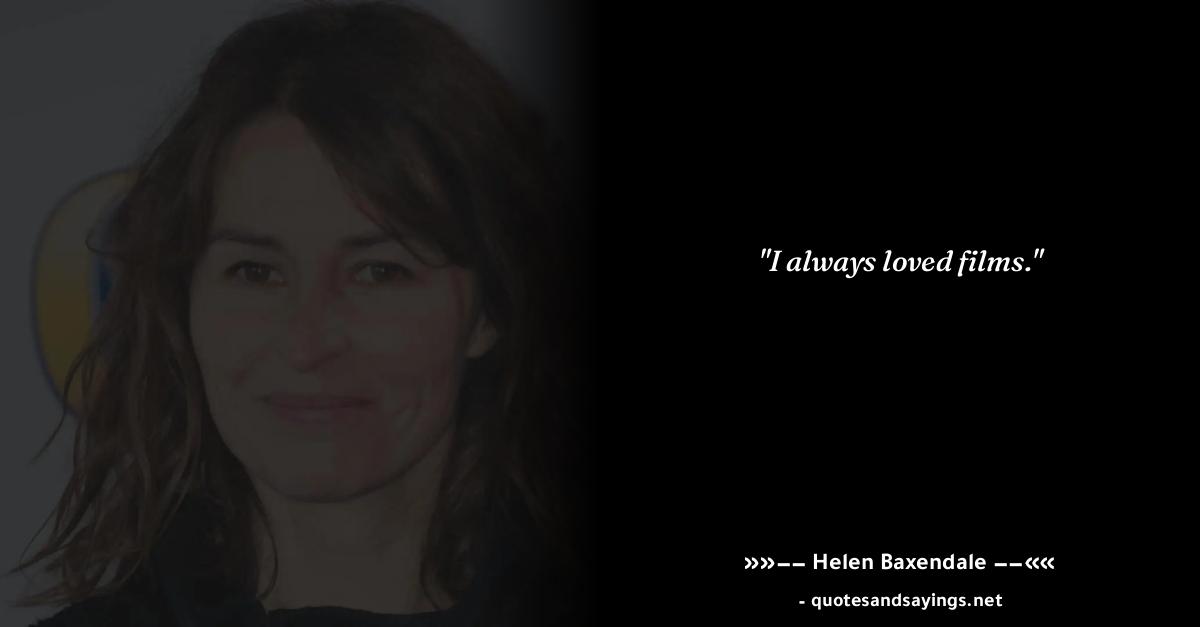 "I always loved films."
»»−− Helen Baxendale −−««
- quotesandsayings.net